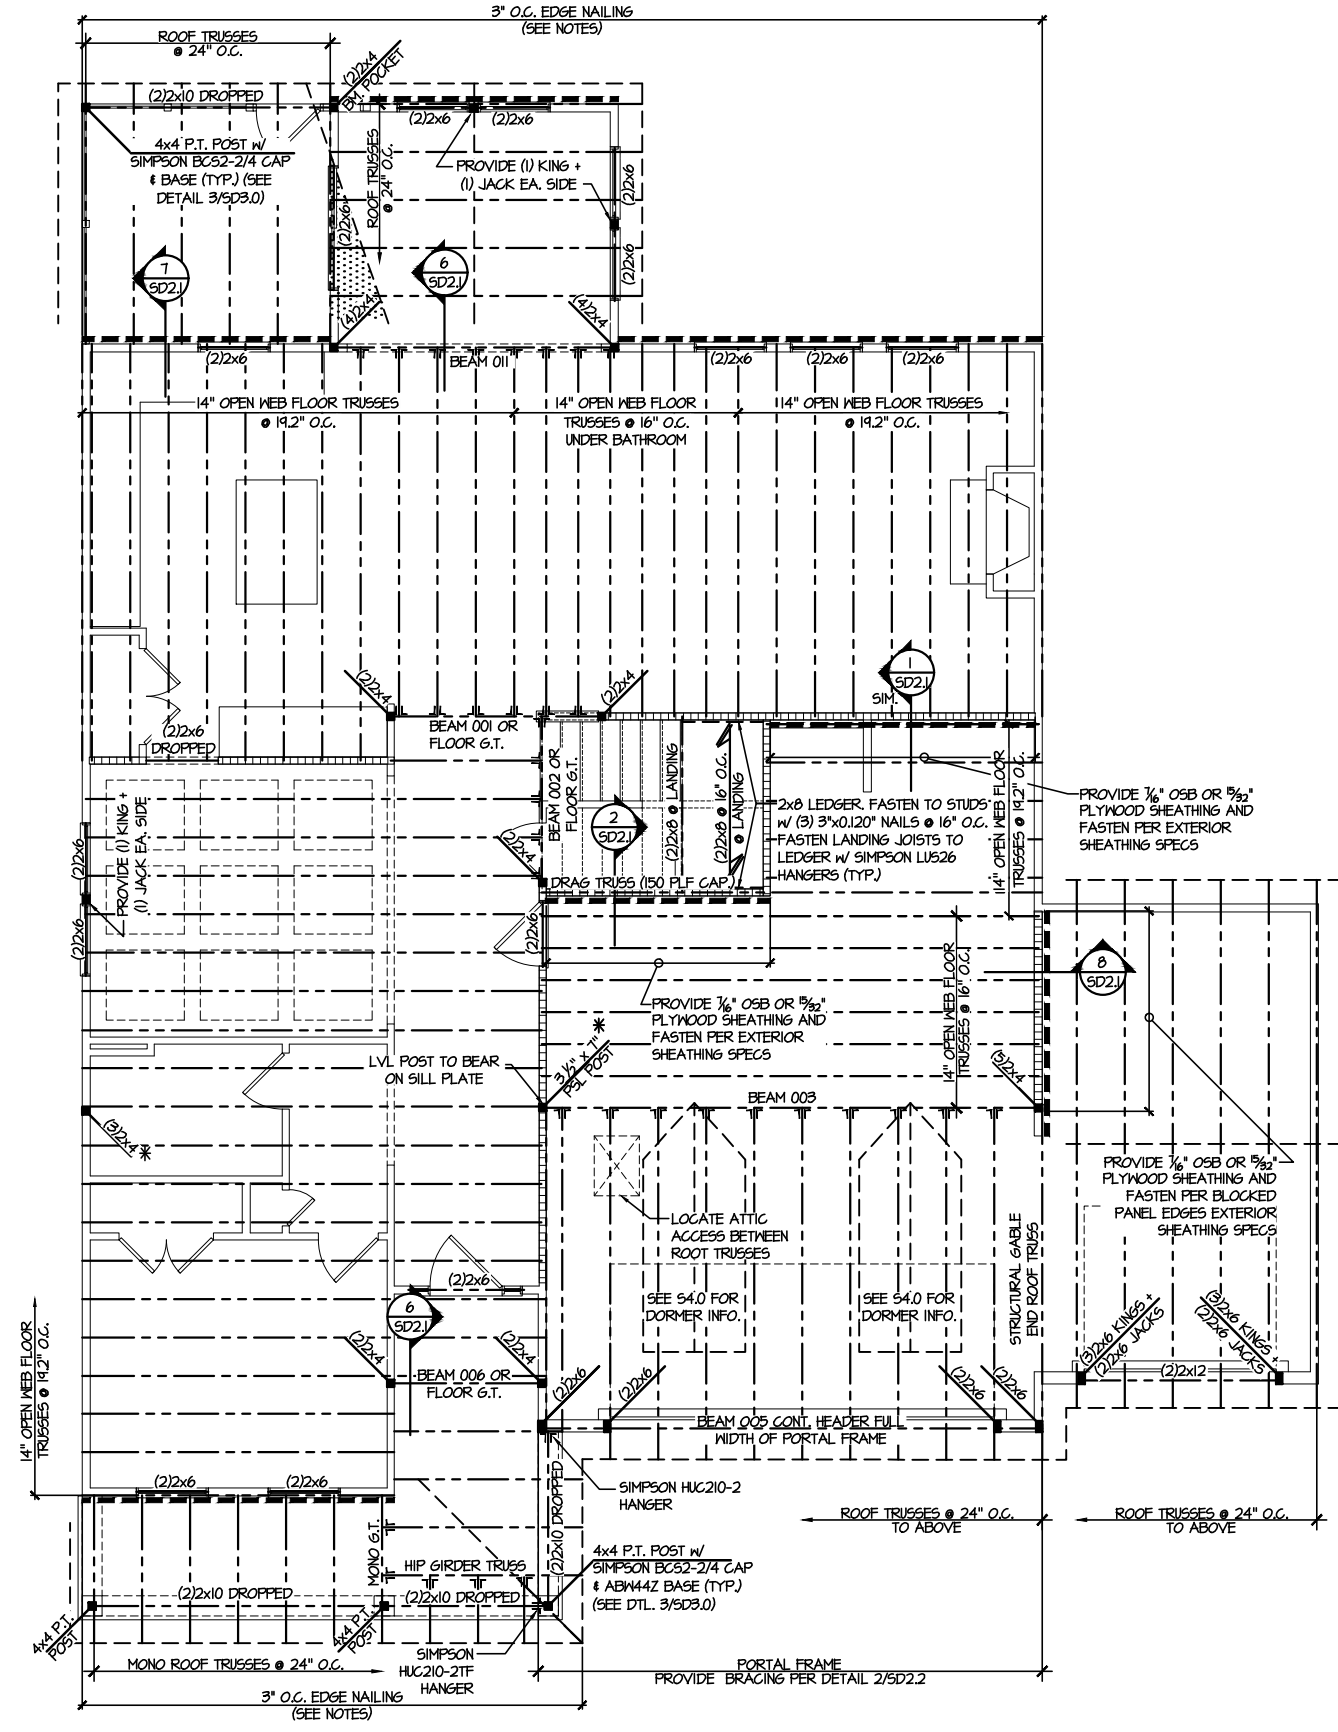 3" O.C. EDGE NAILING
(SEE NOTES)
ROOF TRUSSES
@ 24" O.C.
(2)2x4
BM. POCKET
(2)2x10 DROPPED
(2)2x6
(2)2x6
4x4 P.T. POST w/
SIMPSON BCS2-2/4 CAP
& BASE (TYP.) (SEE
DETAIL 3/SD3.0)
ROOF TRUSSES
@ 24" O.C.
PROVIDE (1) KING +
(1) JACK EA. SIDE
(2)2x6
(2)2x6
(2)2x6
7
SD2.1
6
SD2.1
(4)2x4
(4)2x4
(2)2x6
BEAM 011
(2)2x6
(2)2x6
(2)2x6
14" OPEN WEB FLOOR TRUSSES
@ 19.2" O.C.
14" OPEN WEB FLOOR
TRUSSES @ 16" O.C.
UNDER BATHROOM
14" OPEN WEB FLOOR TRUSSES
@ 19.2" O.C.
(2)2x4
(2)2x4
1
SD2.1
SIM.
(2)2x6
DROPPED
BEAM 001 OR
FLOOR G.T.
BEAM 002 OR
FLOOR G.T.
(2)2x8 @ LANDING
(2)2x8 @ 16" O.C.
@ LANDING
2
SD2.1
2x8 LEDGER. FASTEN TO STUDS
w/ (3) 3"x0.120" NAILS @ 16" O.C.
FASTEN LANDING JOISTS TO
LEDGER w/ SIMPSON LUS26
HANGERS (TYP.)
14" OPEN WEB FLOOR
TRUSSES @ 19.2" O.C.
PROVIDE 7/16" OSB OR 15/32"
PLYWOOD SHEATHING AND
FASTEN PER EXTERIOR
SHEATHING SPECS
(2)2x6
(2)2x6
PROVIDE (1) KING +
(1) JACK EA. SIDE
(2)2x4
DRAG TRUSS (150 PLF CAP.)
(2)2x6
14" OPEN WEB FLOOR
TRUSSES @ 16" O.C.
8
SD2.1
PROVIDE 7/16" OSB OR 15/32"
PLYWOOD SHEATHING AND
FASTEN PER EXTERIOR
SHEATHING SPECS
LVL POST TO BEAR
ON SILL PLATE
3 1/2" x 7" *
PSL POST
(5)2x4
BEAM 003
(3)2x4 *
PROVIDE 7/16" OSB OR 15/32"
PLYWOOD SHEATHING AND
FASTEN PER BLOCKED
PANEL EDGES EXTERIOR
SHEATHING SPECS
LOCATE ATTIC
ACCESS BETWEEN
ROOT TRUSSES
STRUCTURAL GABLE
END ROOF TRUSS
(2)2x6
6
SD2.1
SEE S4.0 FOR
DORMER INFO.
SEE S4.0 FOR
DORMER INFO.
14" OPEN WEB FLOOR
TRUSSES @ 19.2" O.C.
(2)2x4
(2)2x4
BEAM 006 OR
FLOOR G.T.
(2)2x6
(2)2x6
(2)2x6
(2)2x6
(3)2x6 KINGS +
(2)2x6 JACKS
(3)2x6 KINGS +
(2)2x6 JACKS
(2)2x12
BEAM 005 CONT. HEADER FULL
WIDTH OF PORTAL FRAME
(2)2x6
(2)2x6
SIMPSON HUC210-2
HANGER
ROOF TRUSSES @ 24" O.C.
TO ABOVE
ROOF TRUSSES @ 24" O.C.
TO ABOVE
MONO G.T.
(2)2x10 DROPPED
HIP GIRDER TRUSS
(2)2x10 DROPPED
(2)2x10 DROPPED
4x4 P.T. POST w/
SIMPSON BCS2-2/4 CAP
& ABW44Z BASE (TYP.)
(SEE DTL. 3/SD3.0)
4x4 P.T.
POST
4x4 P.T.
POST
SIMPSON
HUC210-2TF
HANGER
MONO ROOF TRUSSES @ 24" O.C.
PORTAL FRAME
PROVIDE BRACING PER DETAIL 2/SD2.2
3" O.C. EDGE NAILING
(SEE NOTES)